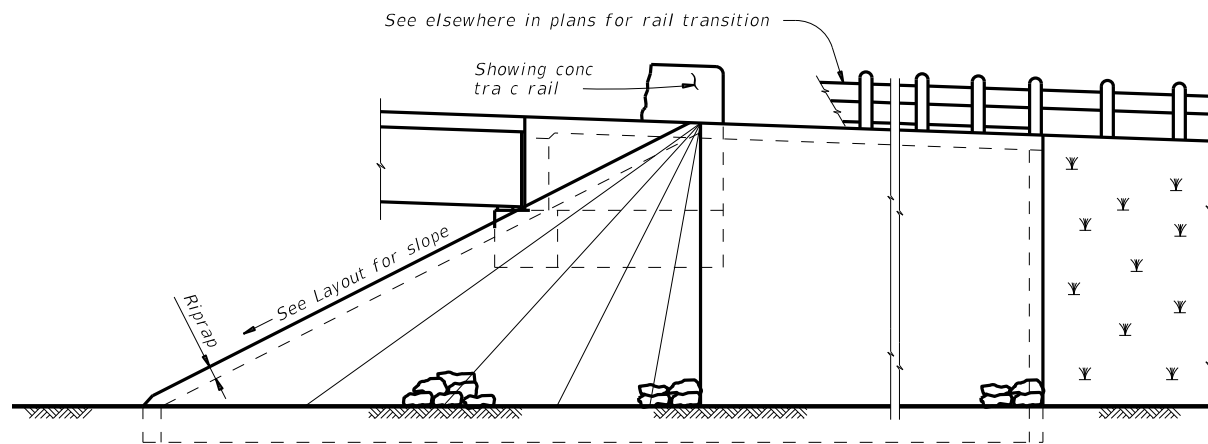 See elsewhere in plans for rail transition
Showing conc
tra c rail
See Layout for slope
Riprap